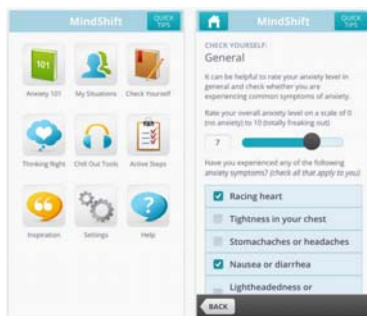 MindShift
QUICK
TIPS
101
Anxiety 101
My Situations
Check Yourself
Thinking Right
Chill Out Tools
Active Steps
Inspiration
Settings
Help
MindShift
QUICK
TIPS
CHECK YOURSELF:
General
It can be helpful to rate your anxiety level in
general and check whether you are
experiencing common symptoms of anxiety.
Rate your overall anxiety level on a scale of 0
(no anxiety) to 10 (totally freaking out)
7
Have you experienced any of the following
anxiety symptoms? (check all that apply to you)
Racing heart
Tightness in your chest
Stomachaches or headaches
Nausea or diarrhea
Lightheadedness or
BACK